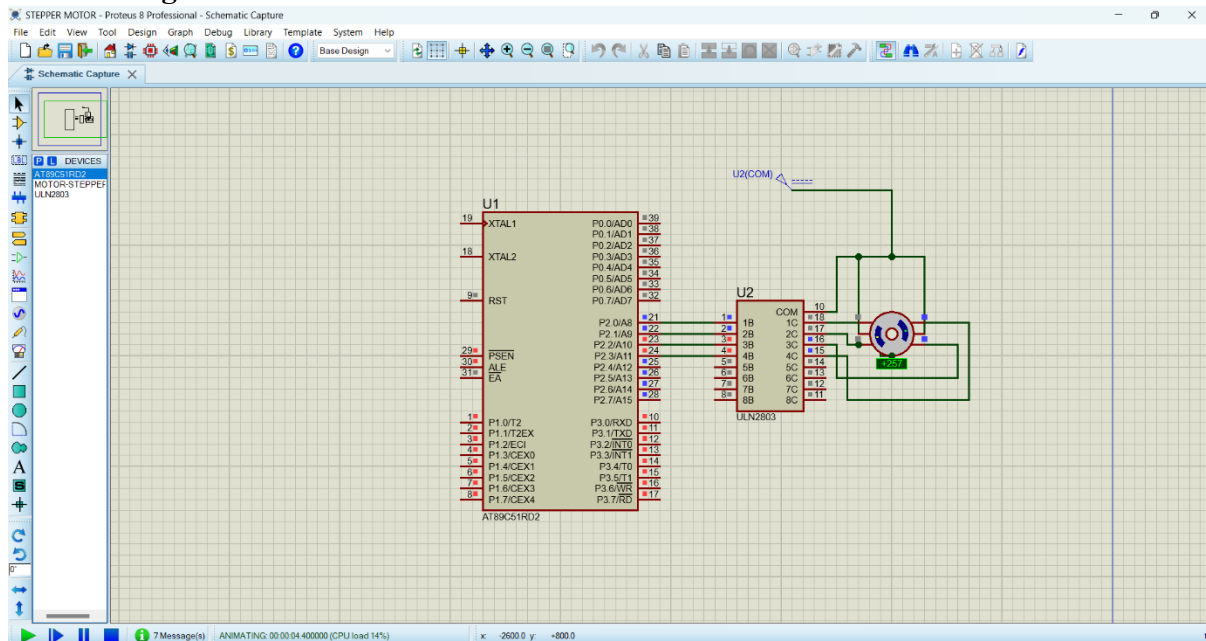 STEPPER MOTOR - Proteus 8 Professional - Schematic Capture
File Edit View Tool Design Graph Debug Library Template System Help
Base Design
Schematic Capture
P L DEVICES
AT89C51RD2
MOTOR-STEPPER
ULN2803
U2(COM)
U1
19 XTAL1
18 XTAL2
9 RST
29 PSEN
30 ALE
31 EA
1 P1.0/T2
2 P1.1/T2EX
3 P1.2/ECI
4 P1.3/CEX0
5 P1.4/CEX1
6 P1.5/CEX2
7 P1.6/CEX3
8 P1.7/CEX4
P0.0/AD0 39
P0.1/AD1 38
P0.2/AD2 37
P0.3/AD3 36
P0.4/AD4 35
P0.5/AD5 34
P0.6/AD6 33
P0.7/AD7 32
P2.0/A8 21
P2.1/A9 22
P2.2/A10 23
P2.3/A11 24
P2.4/A12 25
P2.5/A13 26
P2.6/A14 27
P2.7/A15 28
P3.0/RXD 10
P3.1/TXD 11
P3.2/INT0 12
P3.3/INT1 13
P3.4/T0 14
P3.5/T1 15
P3.6/WR 16
P3.7/RD 17
AT89C51RD2
U2
COM 10
1 1B 1C 18
2 2B 2C 17
3 3B 3C 16
4 4B 4C 15
5 5B 5C 14
6 6B 6C 13
7 7B 7C 12
8 8B 8C 11
ULN2803
+257
A
S
0°
7 Message(s) ANIMATING: 00:00:04.400000 (CPU load 14%) x: -2600.0 y: +800.0